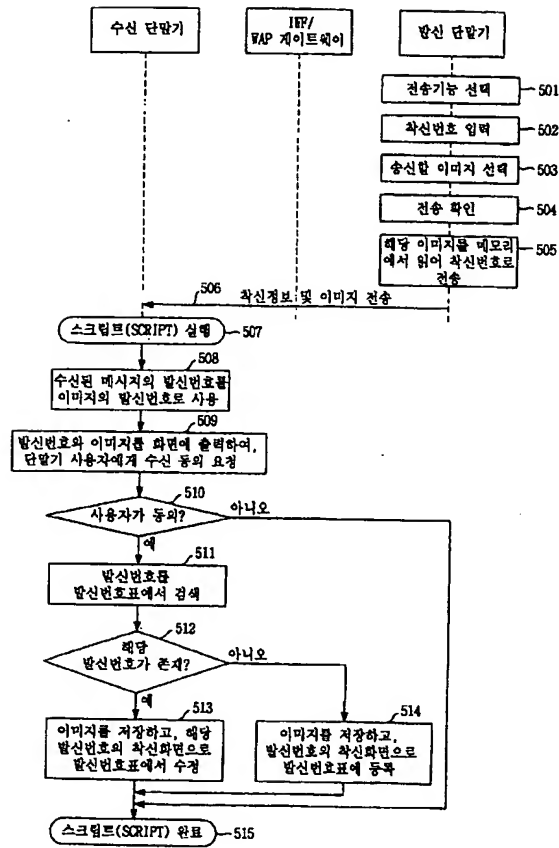 수신 단말기
IWF/
WAP 게이트웨이
발신 단말기
전송기능 선택
501
착신번호 입력
502
송신할 이미지 선택
503
전송 확인
504
해당 이미지를 메모리
에서 읽어 착신번호로
전송
505
506
착신정보 및 이미지 전송
스크립트(SCRIPT) 실행
507
508
수신된 메시지의 발신번호를
이미지의 발신번호로 사용
509
발신번호와 이미지를 화면에 출력하여,
단말기 사용자에게 수신 동의 요청
510
사용자가 동의?
아니오
예
511
발신번호를
발신번호표에서 검색
512
해당
발신번호가 존재?
아니오
예
513
이미지를 저장하고, 해당
발신번호의 착신화면으로
발신번호표에서 수정
514
이미지를 저장하고,
발신번호의 착신화면으로
발신번호표에 등록
스크립트(SCRIPT) 완료
515